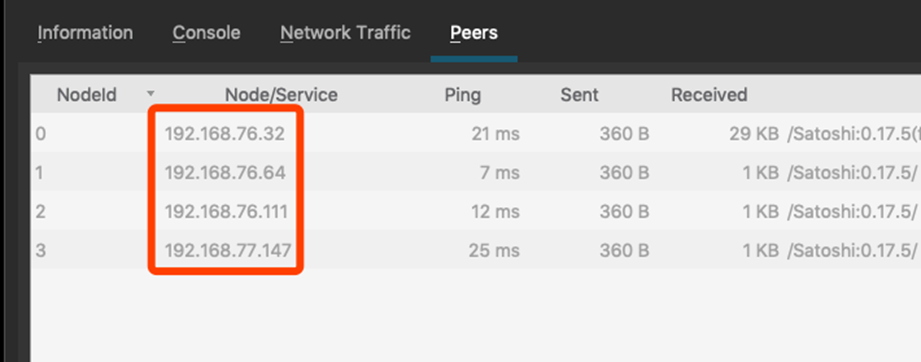 Information Console Network Traffic Peers
NodeId Node/Service Ping Sent Received
0 192.168.76.32 21 ms 360 B 29 KB /Satoshi:0.17.5(
1 192.168.76.64 7 ms 360 B 1 KB /Satoshi:0.17.5/
2 192.168.76.111 12 ms 360 B 1 KB /Satoshi:0.17.5/
3 192.168.77.147 25 ms 360 B 1 KB /Satoshi:0.17.5/